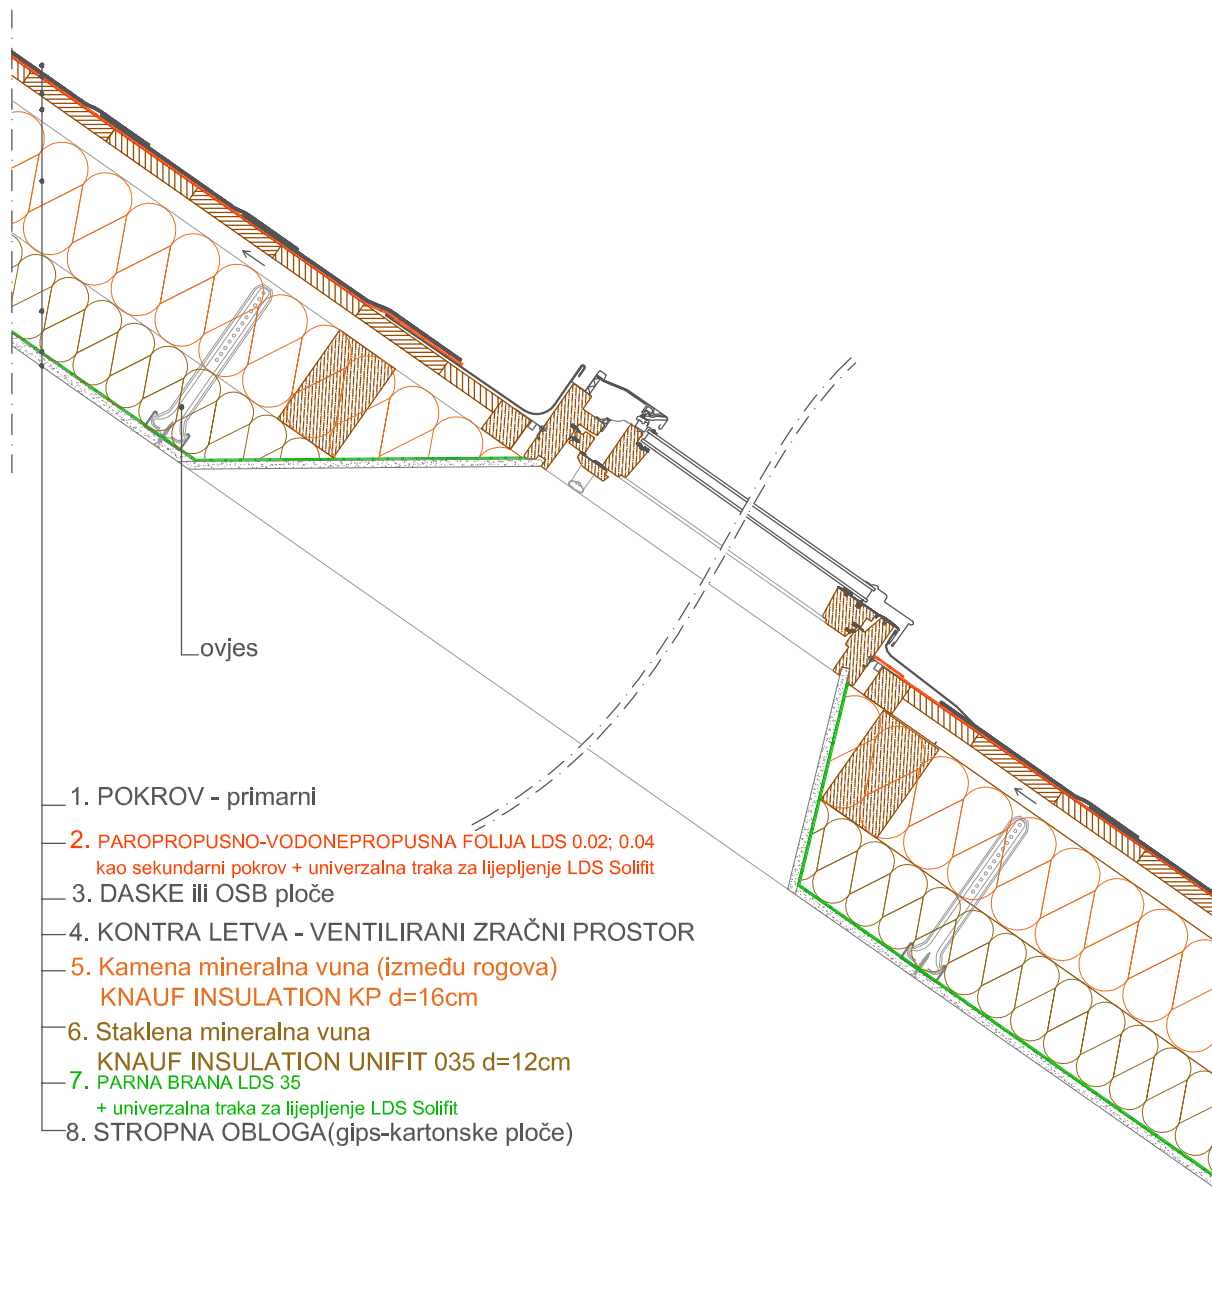 ovjes
1. POKROV - primarni
2. PAROPROPUSNO-VODONEPROPUSNA FOLIJA LDS 0.02; 0.04
kao sekundarni pokrov + univerzalna traka za lijepljenje LDS Solifit
3. DASKE ili OSB ploče
4. KONTRA LETVA - VENTILIRANI ZRAČNI PROSTOR
5. Kamena mineralna vuna (između rogova)
KNAUF INSULATION KP d=16cm
6. Staklena mineralna vuna
KNAUF INSULATION UNIFIT 035 d=12cm
7. PARNA BRANA LDS 35
+ univerzalna traka za lijepljenje LDS Solifit
8. STROPNA OBLOGA(gips-kartonske ploče)